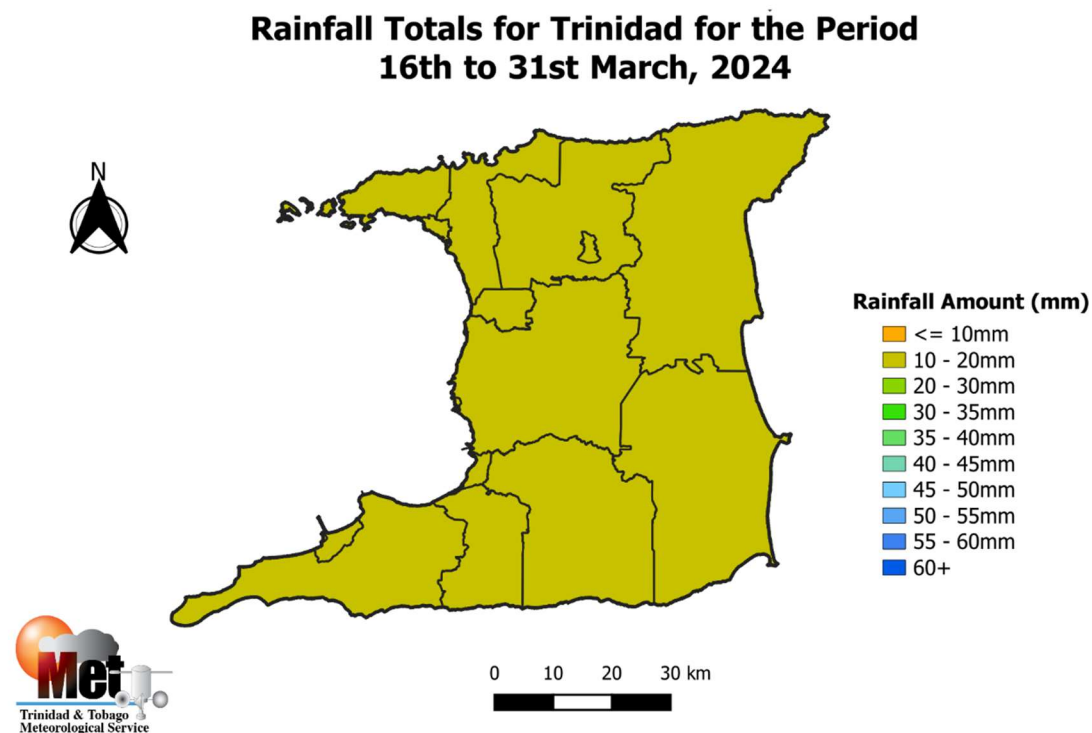 Rainfall Totals for Trinidad for the Period
16th to 31st March, 2024
N
Rainfall Amount (mm)
<= 10mm
10 - 20mm
20 - 30mm
30 - 35mm
35 - 40mm
40 - 45mm
45 - 50mm
50 - 55mm
55 - 60mm
60+
0 10 20 30 km
Met
Trinidad & Tobago
Meteorological Service